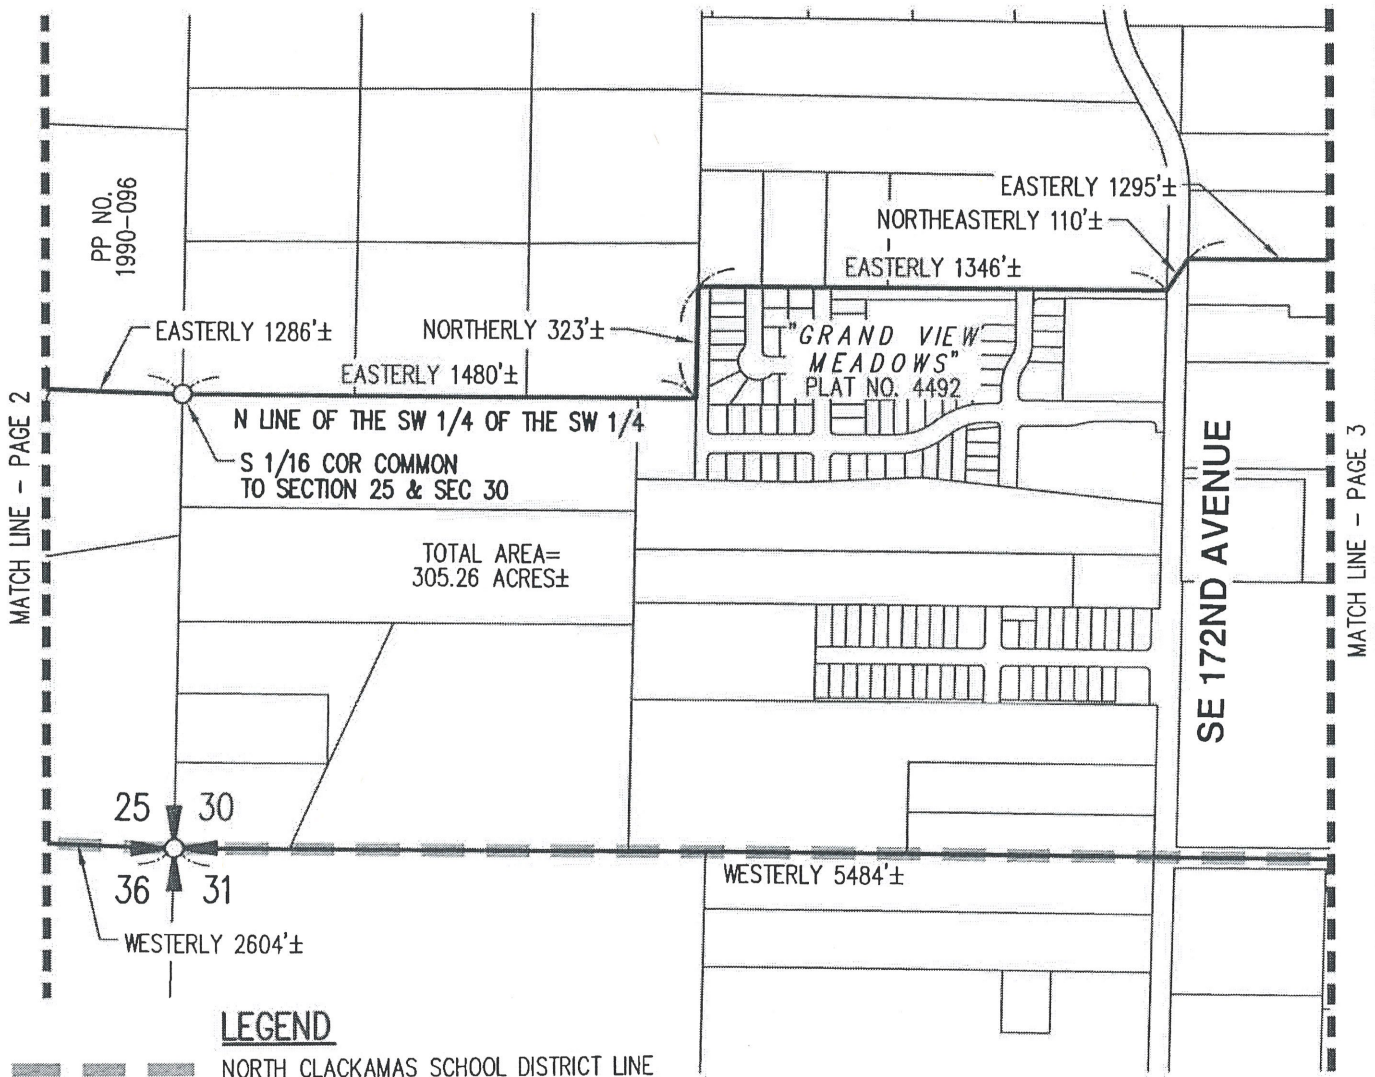 PP NO.
1990-096
EASTERLY 1295'±
NORTHEASTERLY 110'±
EASTERLY 1346'±
EASTERLY 1286'±
NORTHERLY 323'±
"GRAND VIEW
MEADOWS"
PLAT NO. 4492
EASTERLY 1480'±
N LINE OF THE SW 1/4 OF THE SW 1/4
S 1/16 COR COMMON
TO SECTION 25 & SEC 30
MATCH LINE - PAGE 2
MATCH LINE - PAGE 3
SE 172ND AVENUE
TOTAL AREA=
305.26 ACRES±
25 30
36 31
WESTERLY 5484'±
WESTERLY 2604'±
LEGEND
NORTH CLACKAMAS SCHOOL DISTRICT LINE